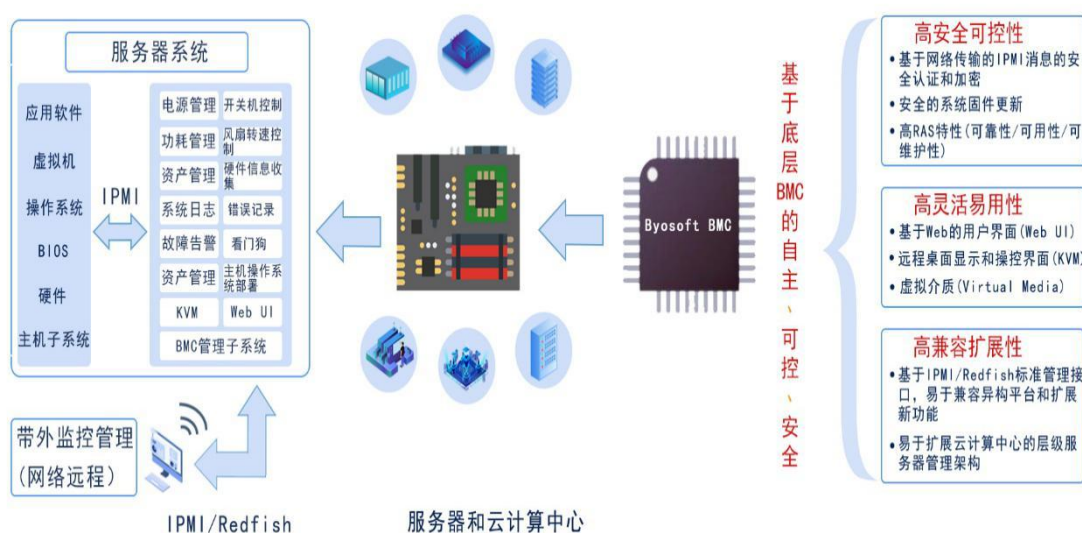 服务器系统
应用软件
虚拟机
操作系统
BIOS
硬件
主机子系统
IPMI
电源管理 开关机控制
功耗管理 风扇转速控
制
资产管理 硬件信息收
集
系统日志 错误记录
故障告警 看门狗
资产管理 主机操作系
统部署
KVM Web UI
BMC管理子系统
带外监控管理
(网络远程)
IPMI/Redfish
服务器和云计算中心
Byosoft BMC
基于底层BMC的自主、可控、安全
高安全可控性
•基于网络传输的IPMI消息的安
全认证和加密
•安全的系统固件更新
•高RAS特性(可靠性/可用性/可
维护性)
高灵活易用性
•基于Web的用户界面(Web UI)
•远程桌面显示和操控界面(KVM)
•虚拟介质(Virtual Media)
高兼容扩展性
•基于IPMI/Redfish标准管理接
口,易于兼容异构平台和扩展
新功能
•易于扩展云计算中心的层级服
务器管理架构